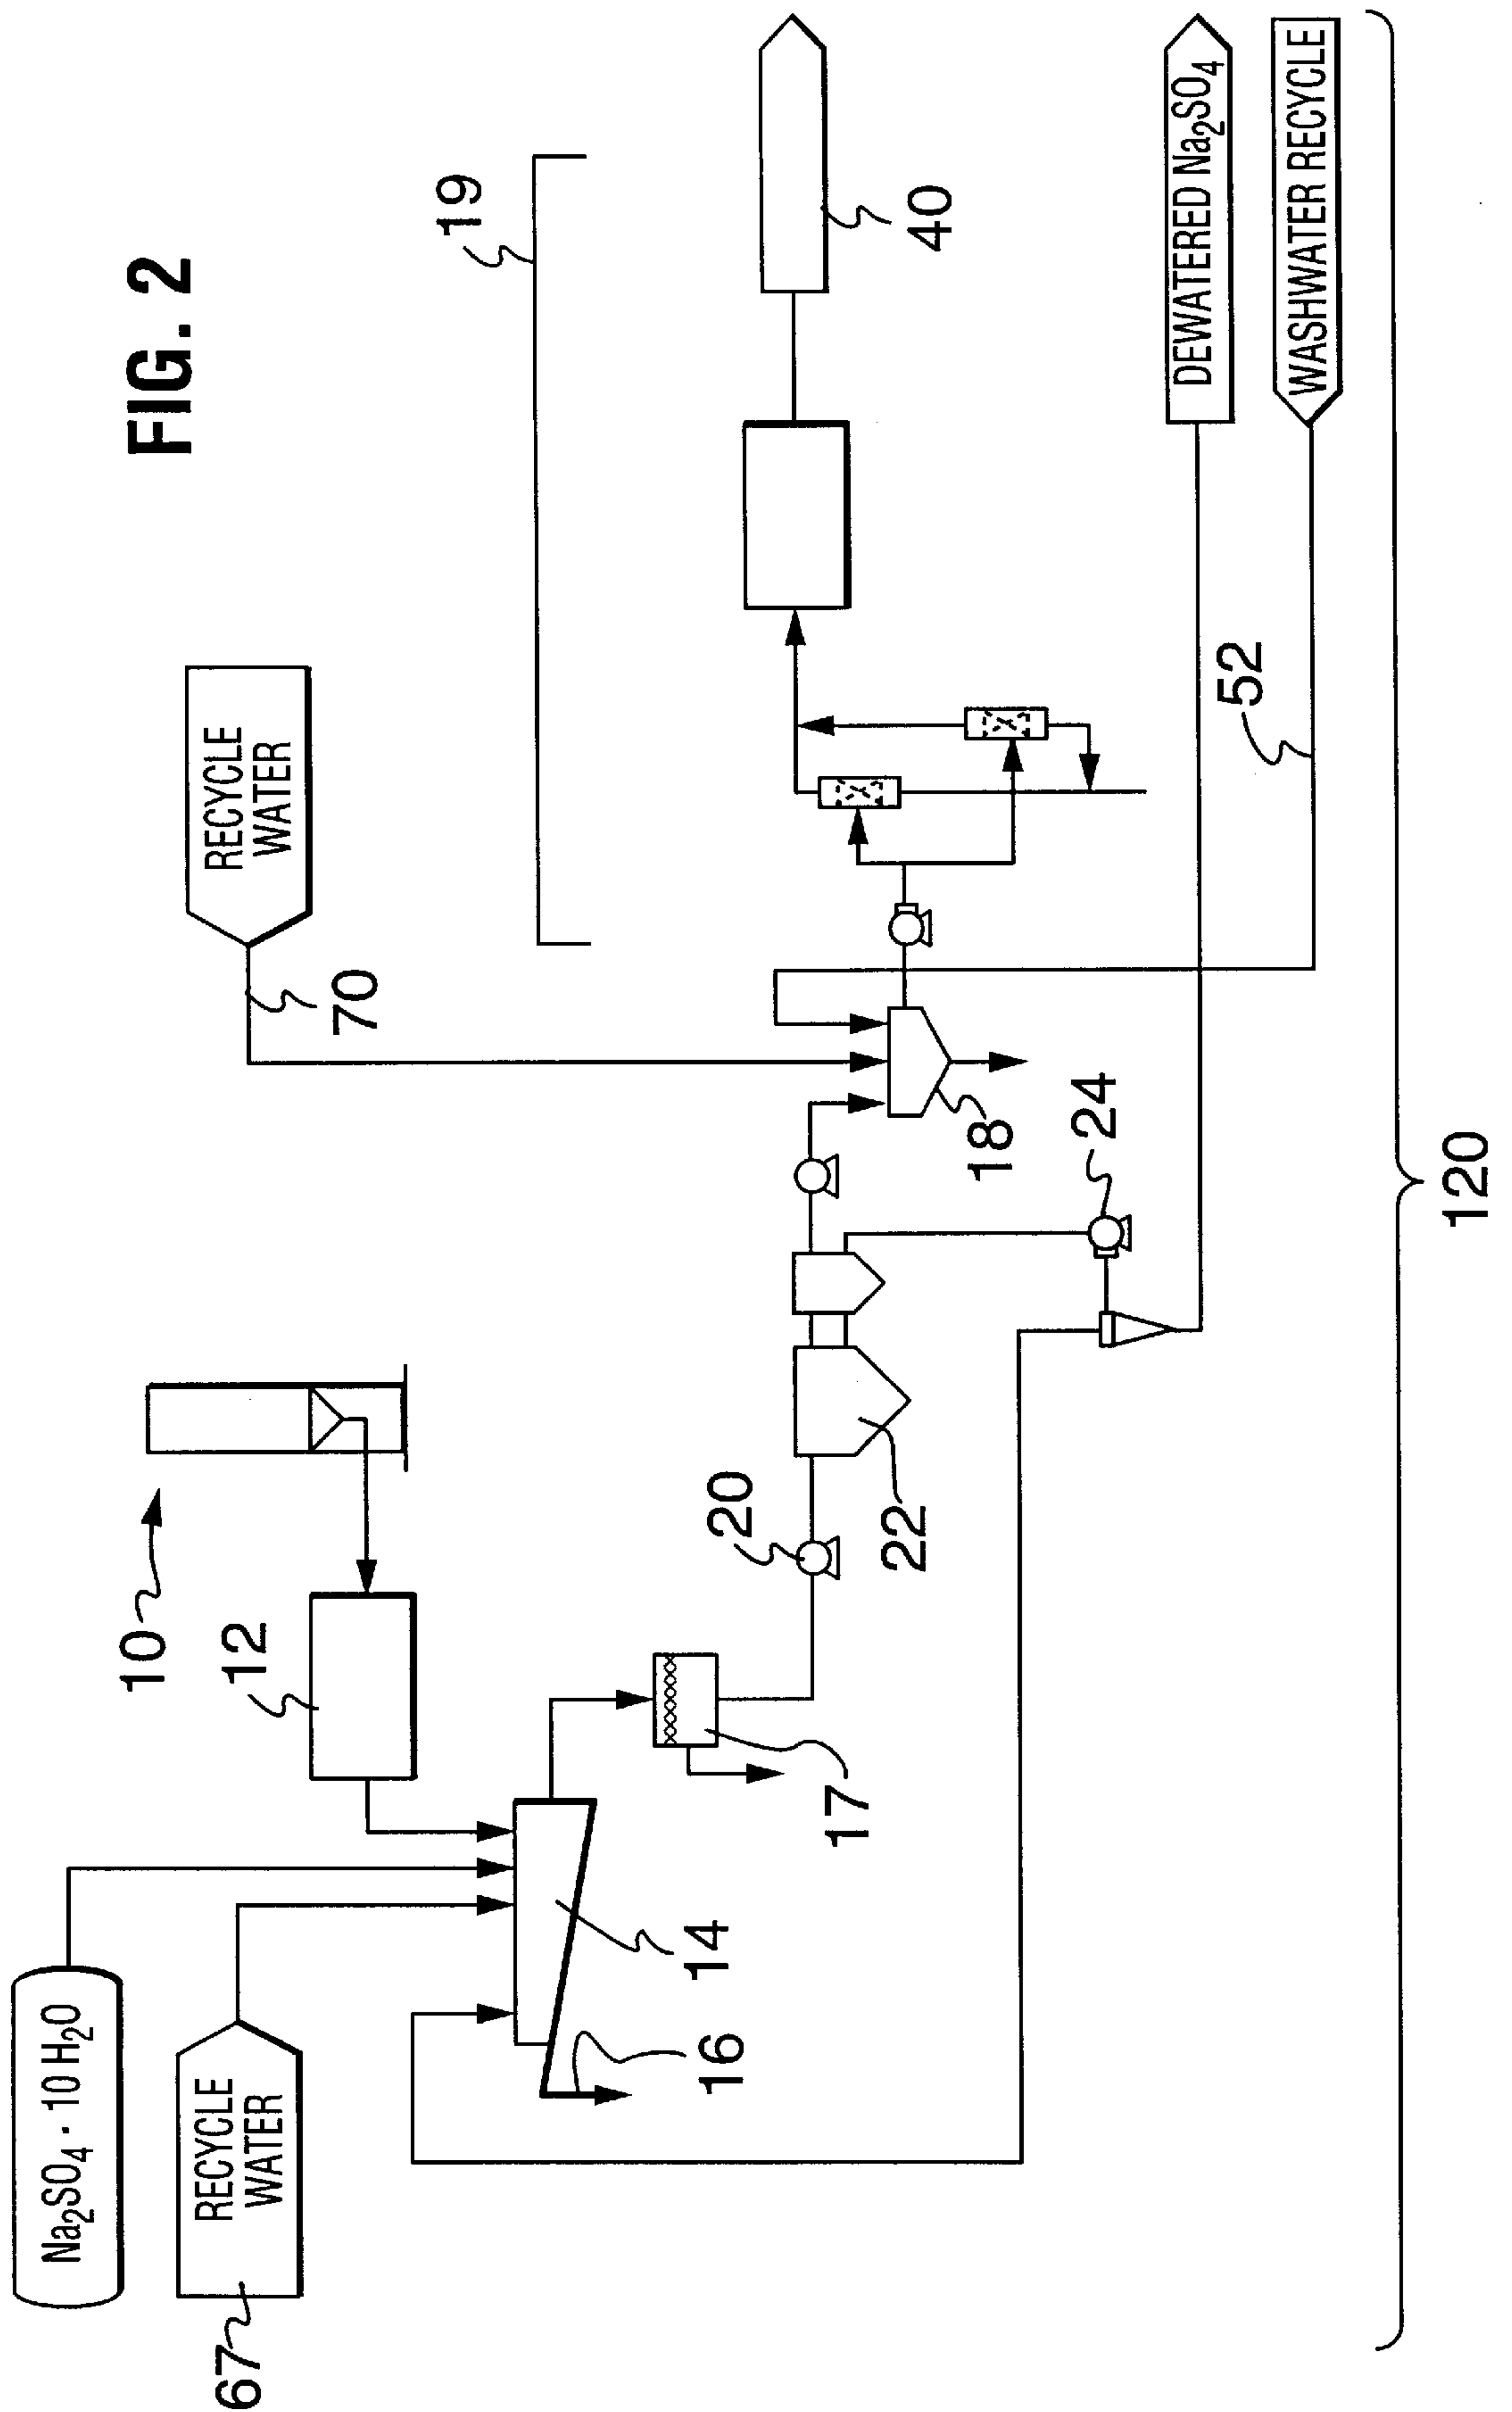 FIG. 2
Na2SO4 · 10 H2O
67
RECYCLE
WATER
10
12
RECYCLE
WATER
70
19
16
14
17
20
22
18
24
40
52
DEWATERED Na2SO4
WASHWATER RECYCLE
120